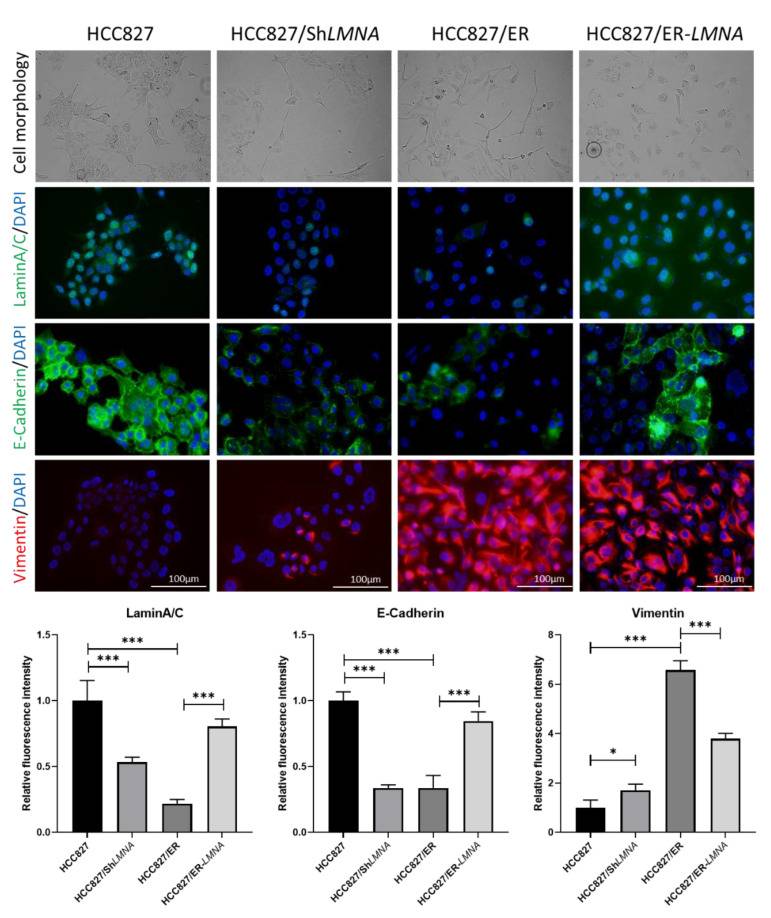 HCC827 HCC827/ShLMNA HCC827/ER HCC827/ER-LMNA
Cell morphology
LaminA/C/DAPI
E-Cadherin/DAPI
Vimentin/DAPI
100μm 100μm 100μm 100μm
LaminA/C
Relative fluorescence intensity
1.5
1.0
0.5
0.0
***
***
***
HCC827
HCC827/ShLMNA
HCC827/ER
HCC827/ER-LMNA
E-Cadherin
Relative fluorescence intensity
1.5
1.0
0.5
0.0
***
***
***
HCC827
HCC827/ShLMNA
HCC827/ER
HCC827/ER-LMNA
Vimentin
Relative fluorescence intensity
8
6
4
2
0
***
***
*
HCC827
HCC827/ShLMNA
HCC827/ER
HCC827/ER-LMNA